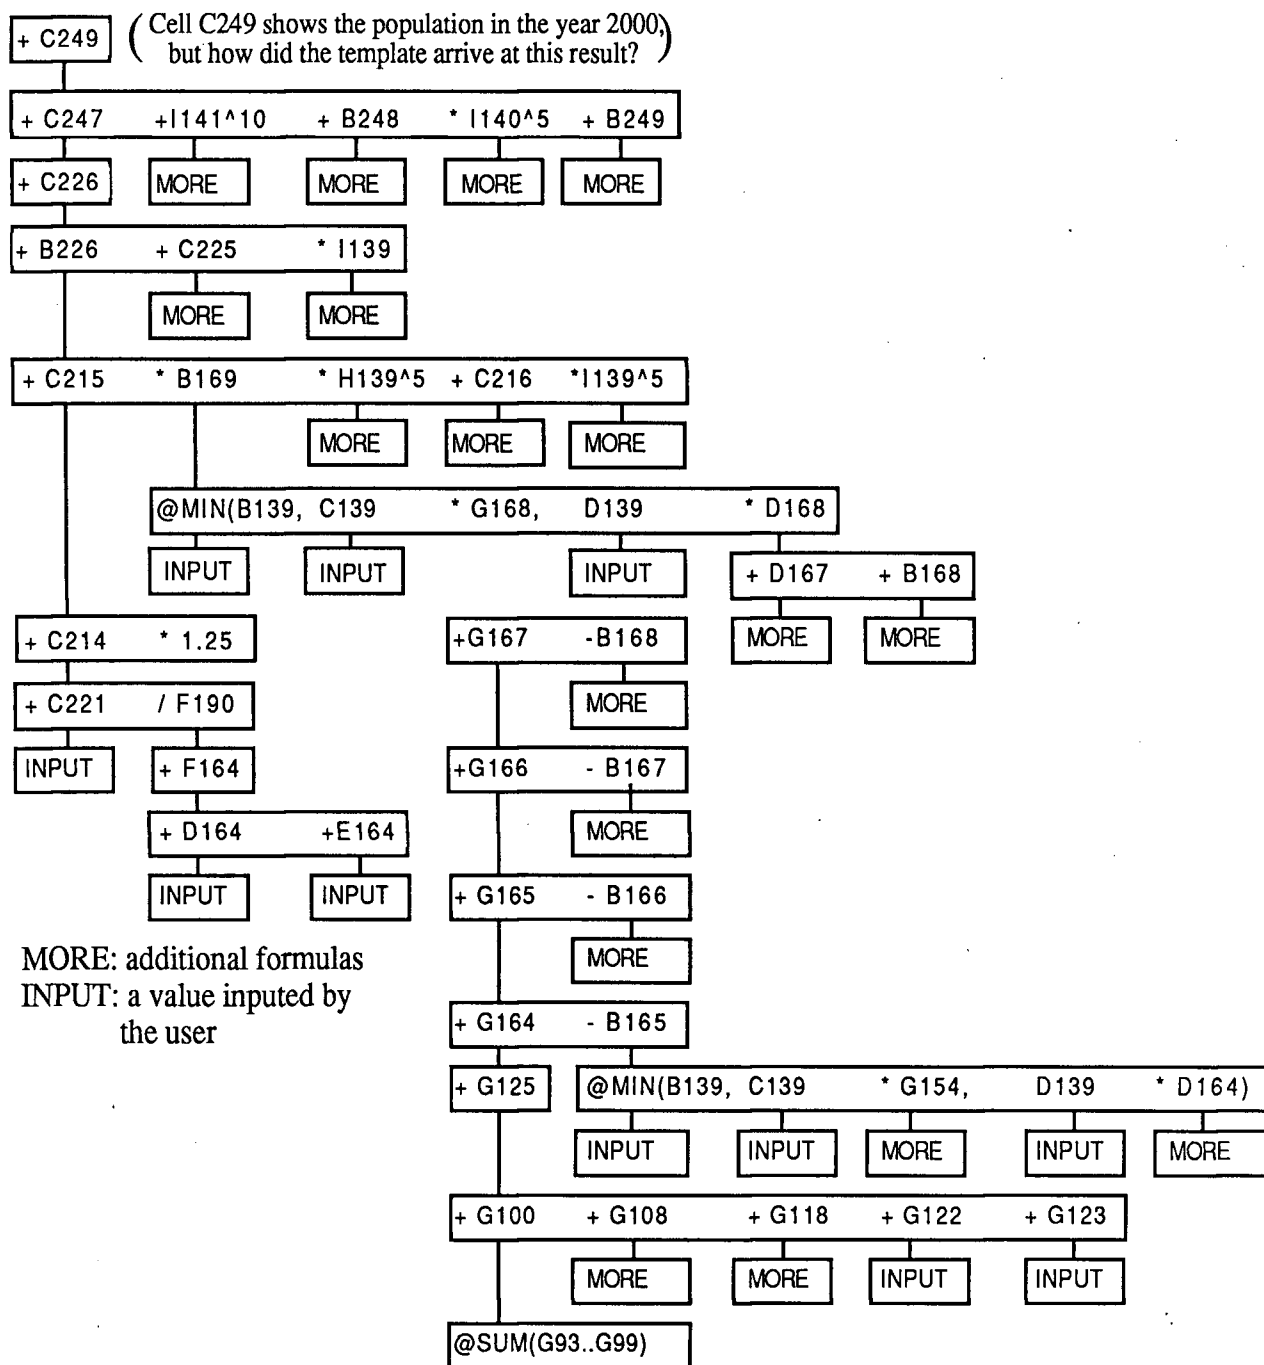 + C249 ( Cell C249 shows the population in the year 2000,
but how did the template arrive at this result? )
+ C247 +I141^10 + B248 * I140^5 + B249
+ C226 MORE MORE MORE MORE
+ B226 + C225 * I139
MORE MORE
+ C215 * B169 * H139^5 + C216 *I139^5
MORE MORE MORE
@MIN(B139, C139 * G168, D139 * D168
INPUT INPUT INPUT + D167 + B168
+ C214 * 1.25 +G167 -B168 MORE MORE
+ C221 / F190 MORE
INPUT + F164 +G166 - B167
+ D164 +E164 MORE
INPUT INPUT + G165 - B166
MORE: additional formulas MORE
INPUT: a value inputed by
the user + G164 - B165
+ G125 @MIN(B139, C139 * G154, D139 * D164)
INPUT INPUT MORE INPUT MORE
+ G100 + G108 + G118 + G122 + G123
MORE MORE INPUT INPUT
@SUM(G93..G99)